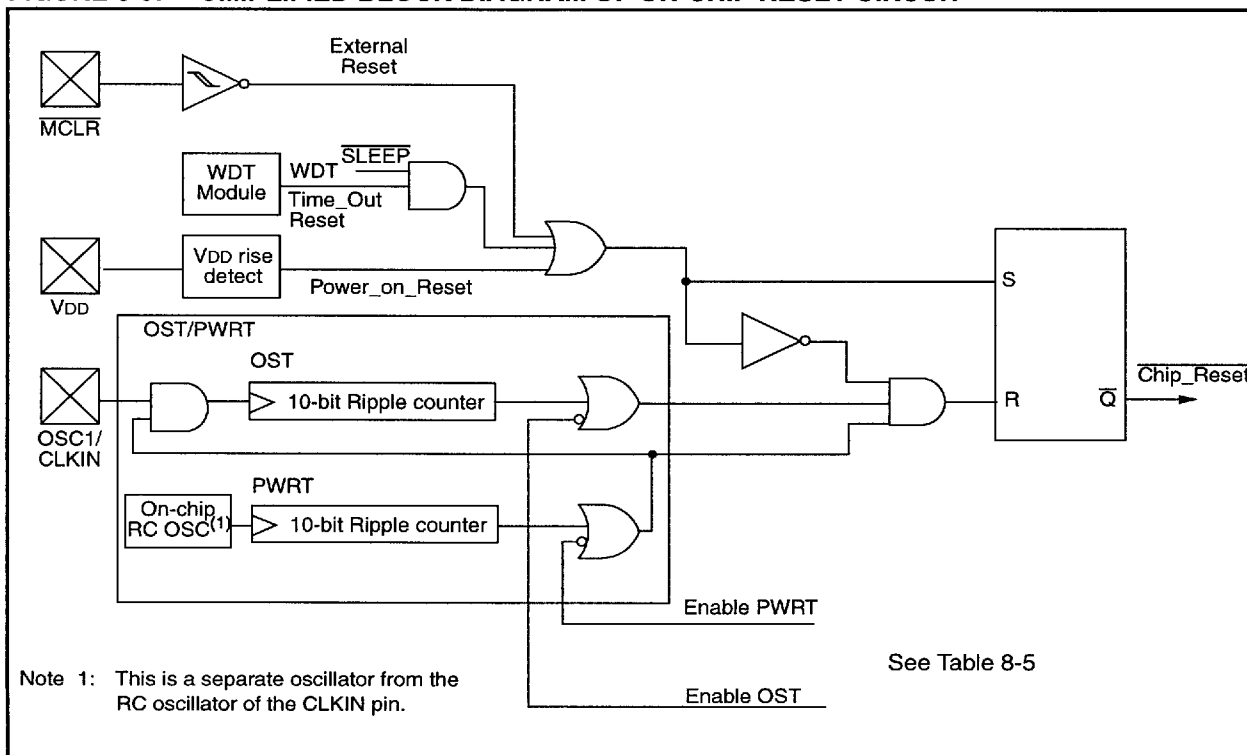 External
Reset
MCLR
SLEEP
WDT
Module
WDT
Time_Out
Reset
VDD rise
detect
Power_on_Reset
VDD
OST/PWRT
OST
10-bit Ripple counter
OSC1/
CLKIN
PWRT
On-chip
RC OSC(1)
10-bit Ripple counter
S
R
Q
Chip_Reset
Enable PWRT
See Table 8-5
Enable OST
Note 1: This is a separate oscillator from the
RC oscillator of the CLKIN pin.